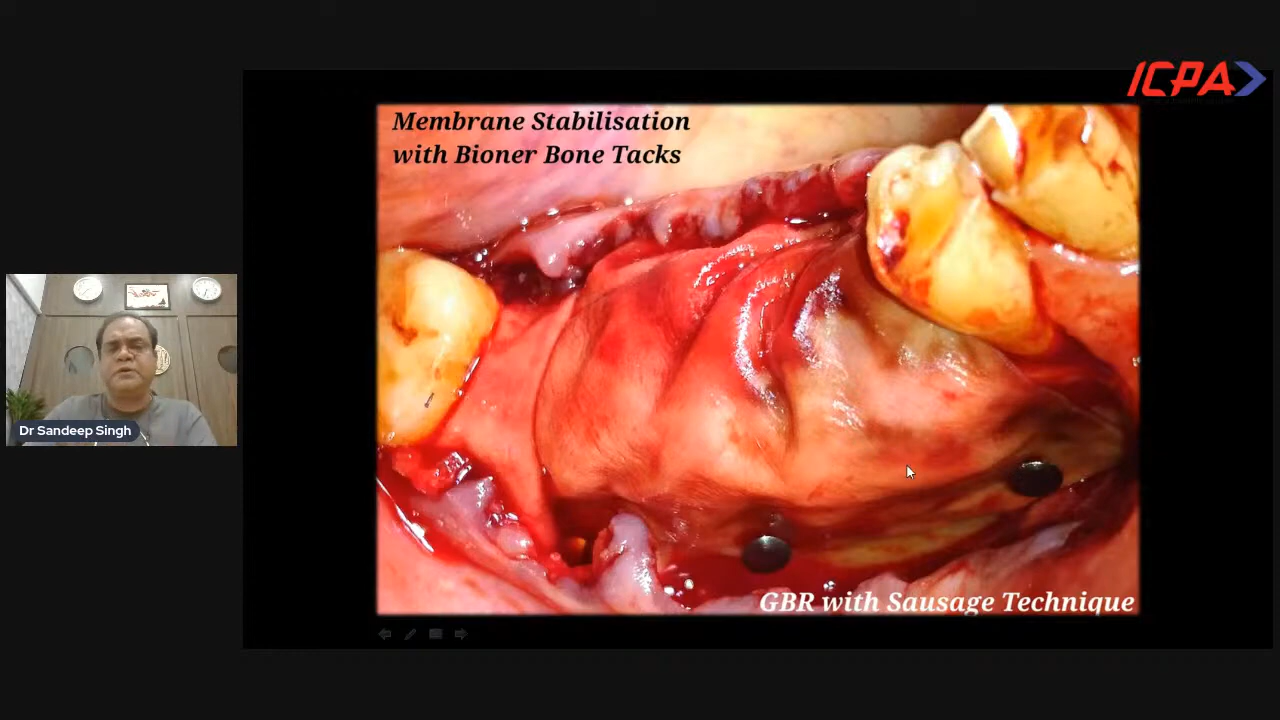 ICPA
Membrane Stabilisation
with Bioner Bone Tacks
Dr Sandeep Singh
GBR with Sausage Technique